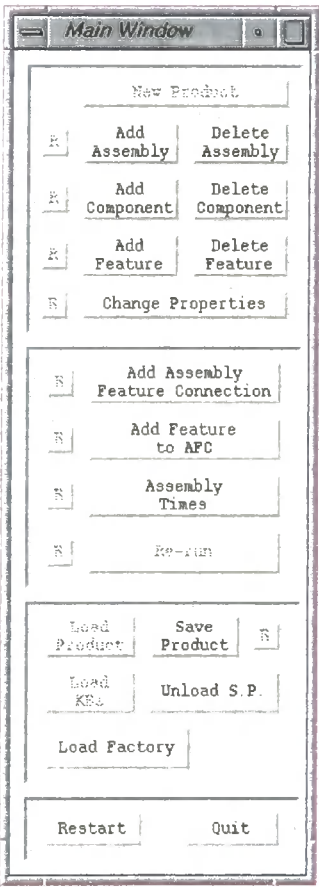 Main Window
New Product
R Add Assembly Delete Assembly
R Add Component Delete Component
R Add Feature Delete Feature
R Change Properties
R Add Assembly Feature Connection
R Add Feature to AFC
R Assembly Times
R Re-run
Load Product Save Product R
Load KBs Unload S.P.
Load Factory
Restart Quit